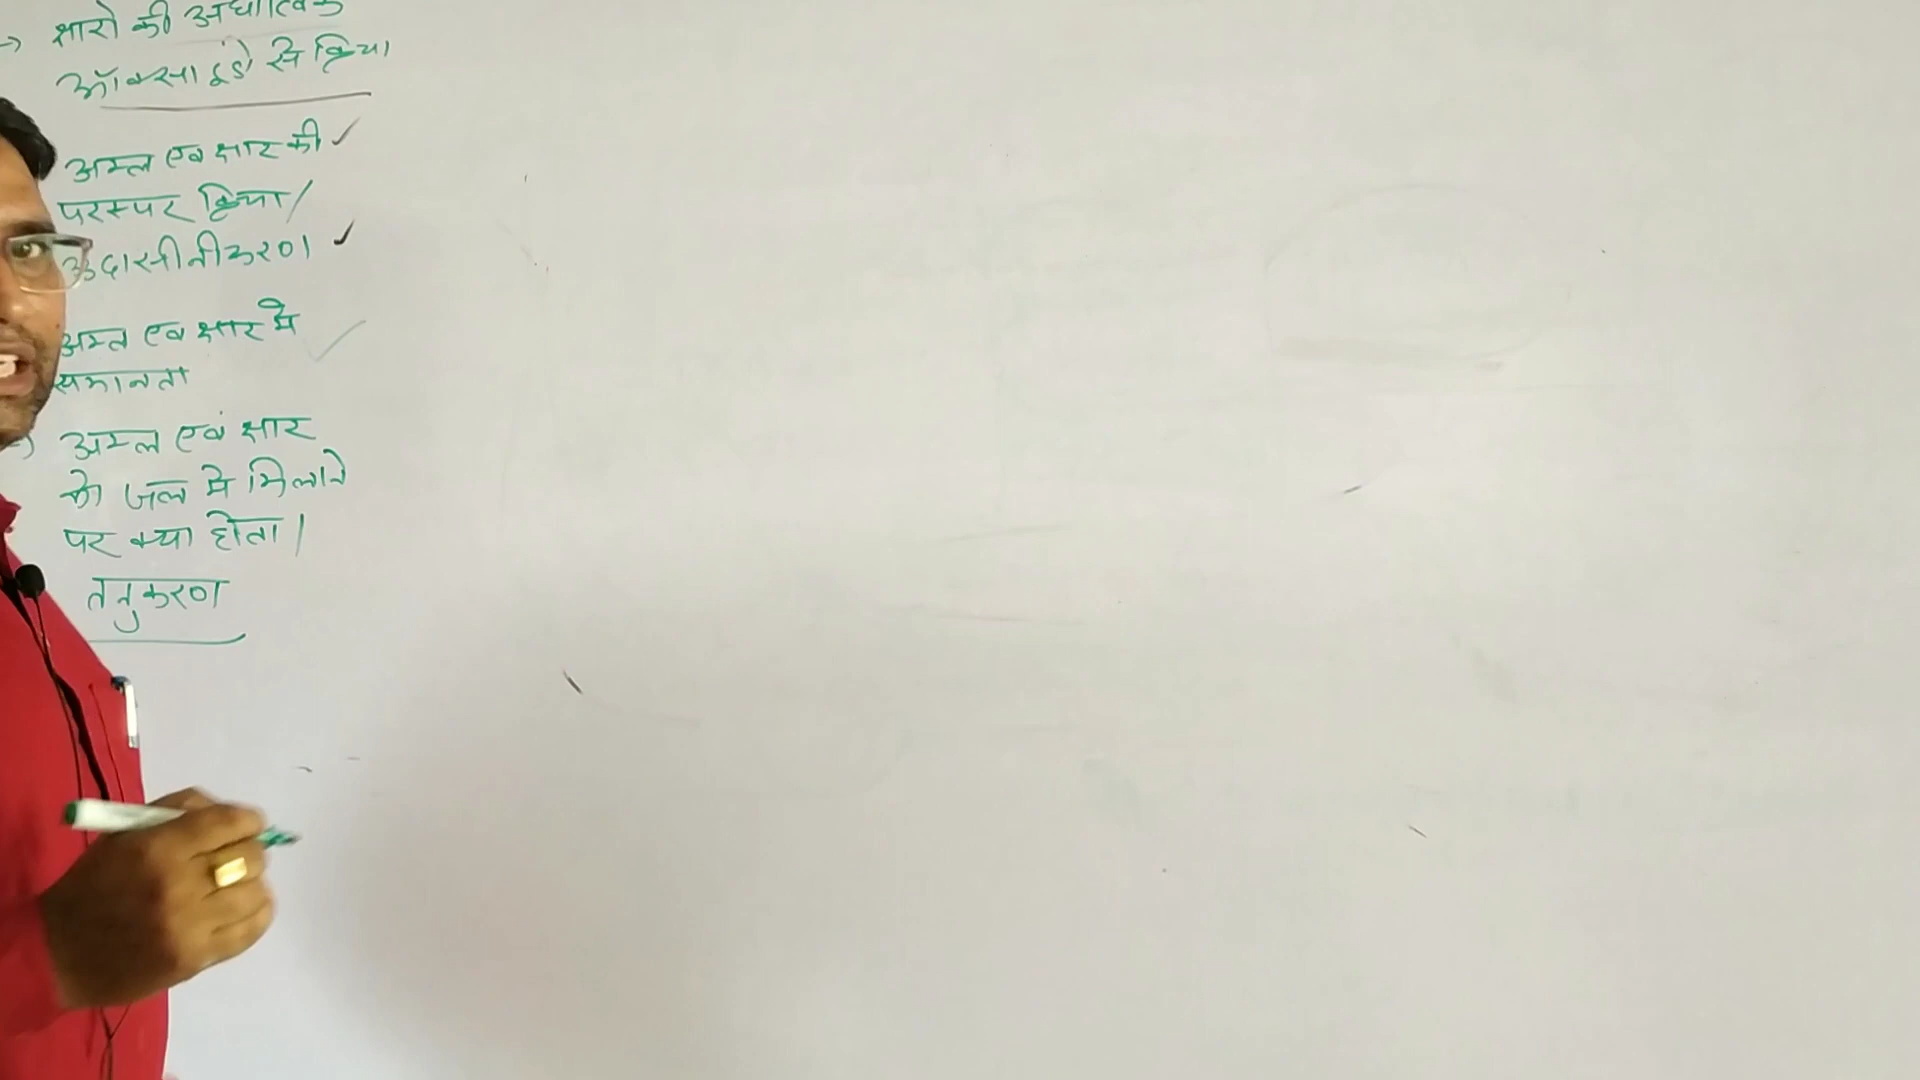 → क्षारो की अधात्विक
ऑक्साइडो से क्रिया
अम्ल एव क्षार की ✓
परस्पर क्रिया/
उदासीनीकरण ✓
अम्ल एव क्षार मे
समानता
अम्ल एवं क्षार
को जल मे मिलाने
पर क्या होता।
तनुकरण